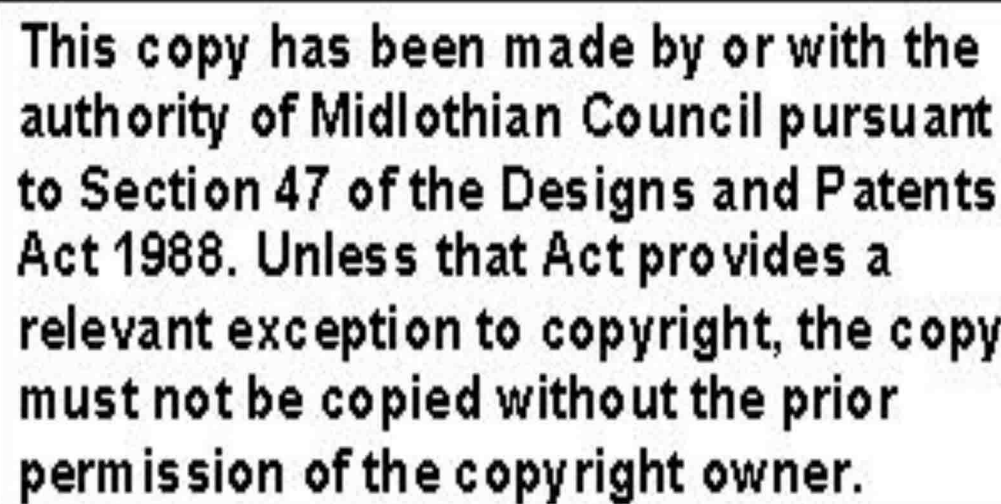 This copy has been made by or with the
authority of Midlothian Council pursuant
to Section 47 of the Designs and Patents
Act 1988. Unless that Act provides a
relevant exception to copyright, the copy
must not be copied without the prior
permission of the copyright owner.